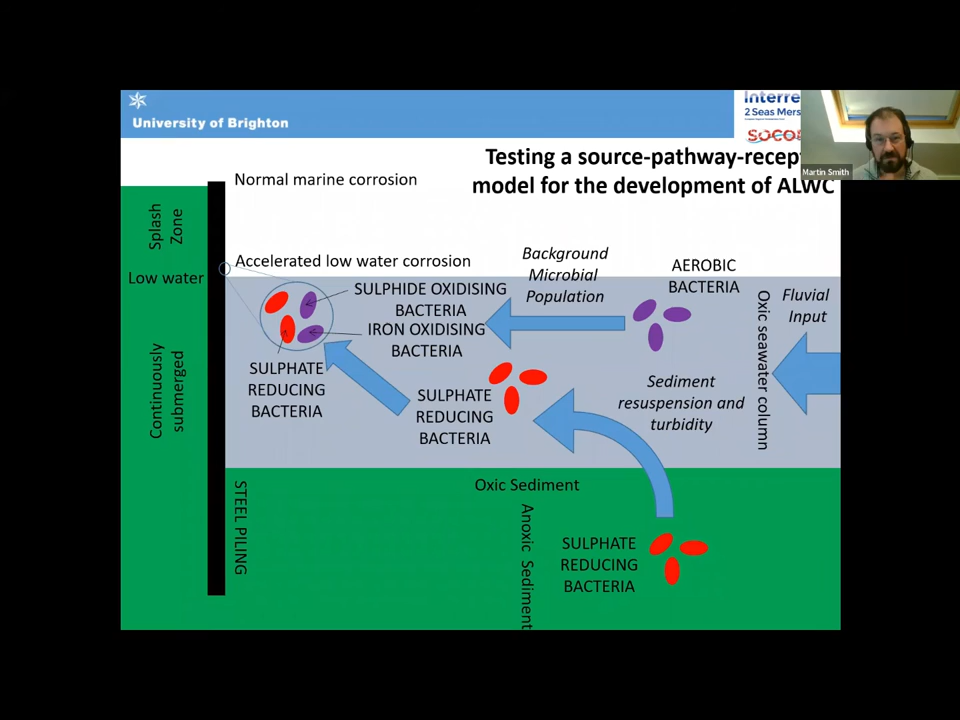 University of Brighton
Interre
2 Seas Mers
Martin Smith
Testing a source-pathway-recep
model for the development of ALWC
Normal marine corrosion
Splash
Zone
Low water
Accelerated low water corrosion
Background
Microbial
Population
AEROBIC
BACTERIA
SULPHIDE OXIDISING
BACTERIA
IRON OXIDISING
BACTERIA
Fluvial
Input
Oxic seawater column
Continuously
submerged
SULPHATE
REDUCING
BACTERIA
SULPHATE
REDUCING
BACTERIA
Sediment
resuspension and
turbidity
STEEL PILING
Oxic Sediment
Anoxic Sediment
SULPHATE
REDUCING
BACTERIA